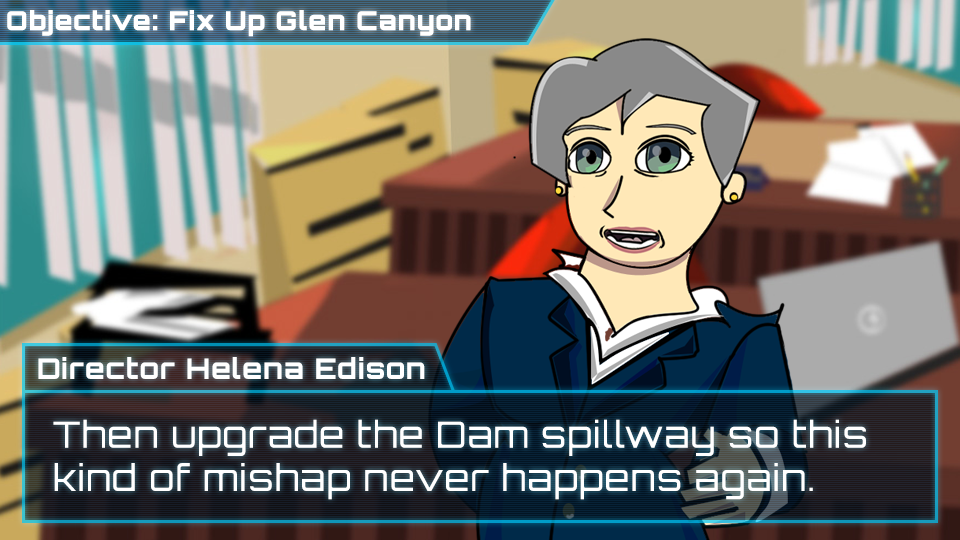 Objective: Fix Up Glen Canyon
Director Helena Edison
Then upgrade the Dam spillway so this
kind of mishap never happens again.